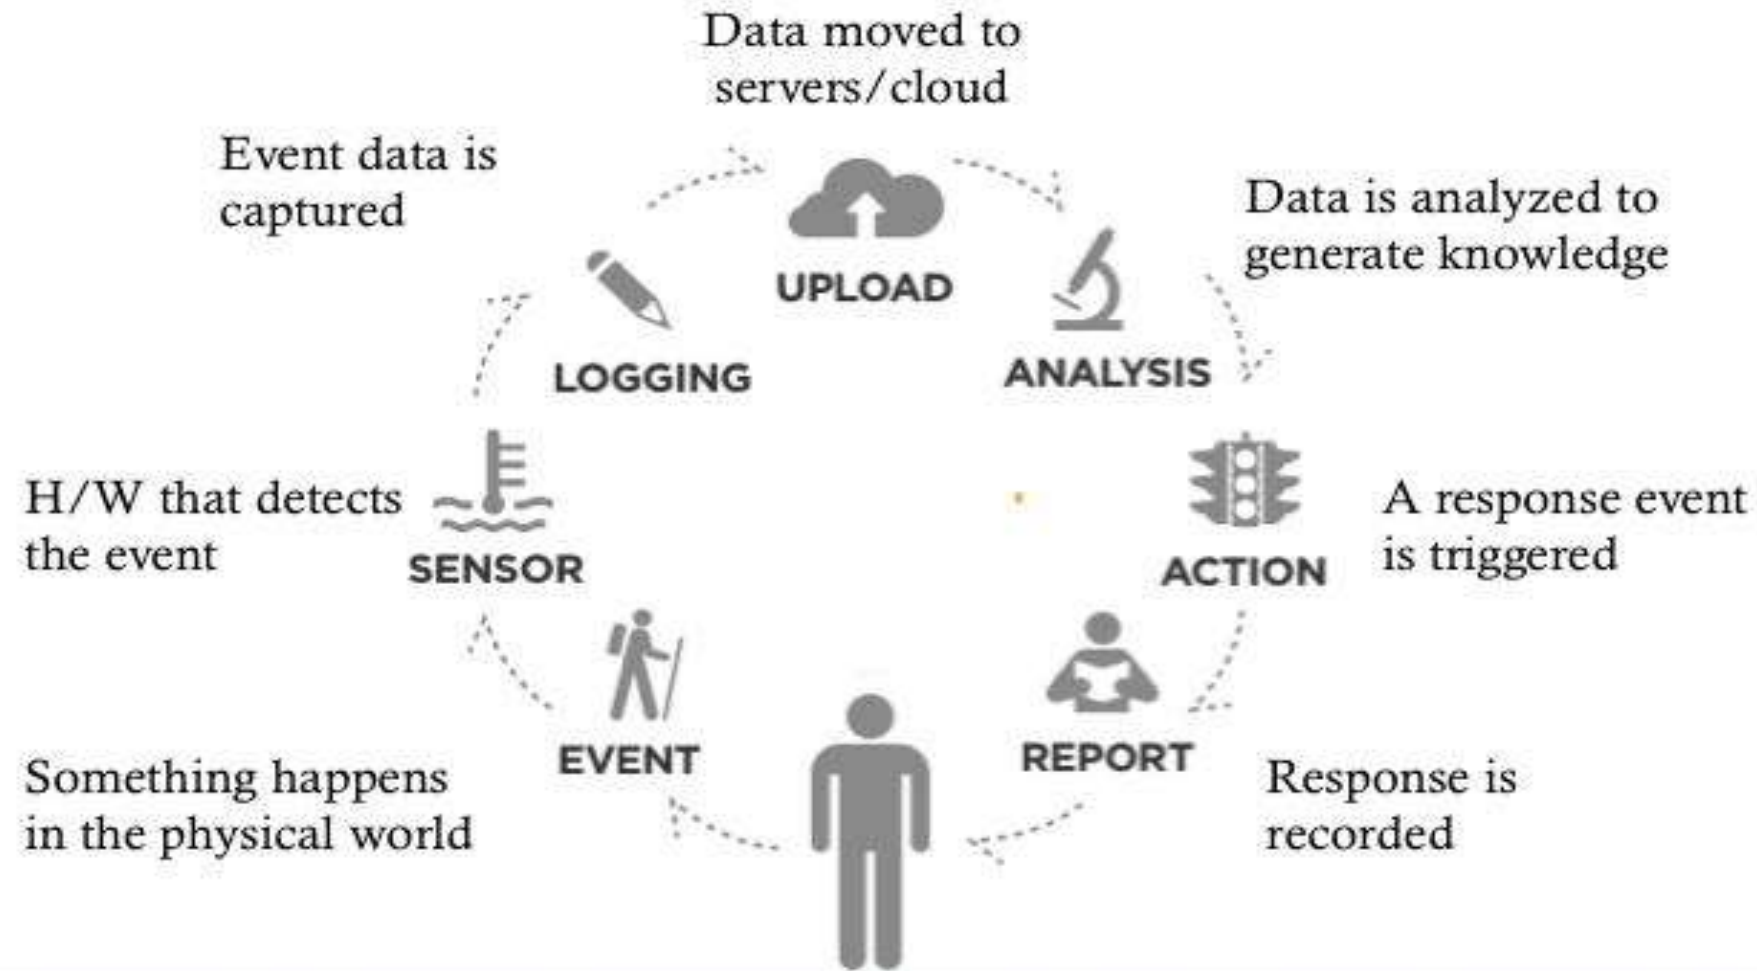 Data moved to
servers/cloud
Event data is
captured
UPLOAD
Data is analyzed to
generate knowledge
LOGGING
ANALYSIS
H/W that detects
the event
SENSOR
ACTION
A response event
is triggered
EVENT
REPORT
Something happens
in the physical world
Response is
recorded